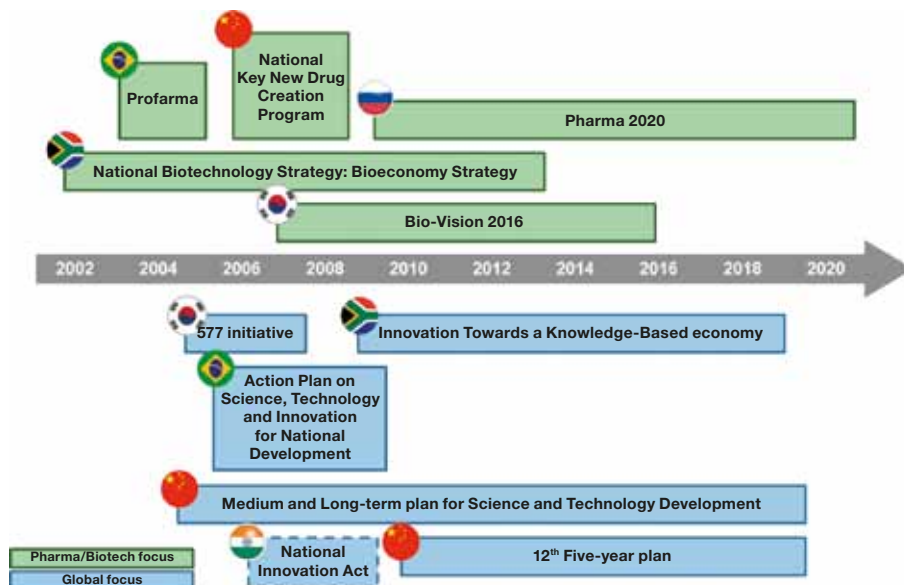 National
Key New Drug
Creation
Program
Profarma
Pharma 2020
National Biotechnology Strategy: Bioeconomy Strategy
Bio-Vision 2016
2002 2004 2006 2008 2010 2012 2014 2016 2018 2020
577 initiative
Innovation Towards a Knowledge-Based economy
Action Plan on
Science, Technology
and Innovation
for National
Development
Medium and Long-term plan for Science and Technology Development
National
Innovation Act
12th Five-year plan
Pharma/Biotech focus
Global focus